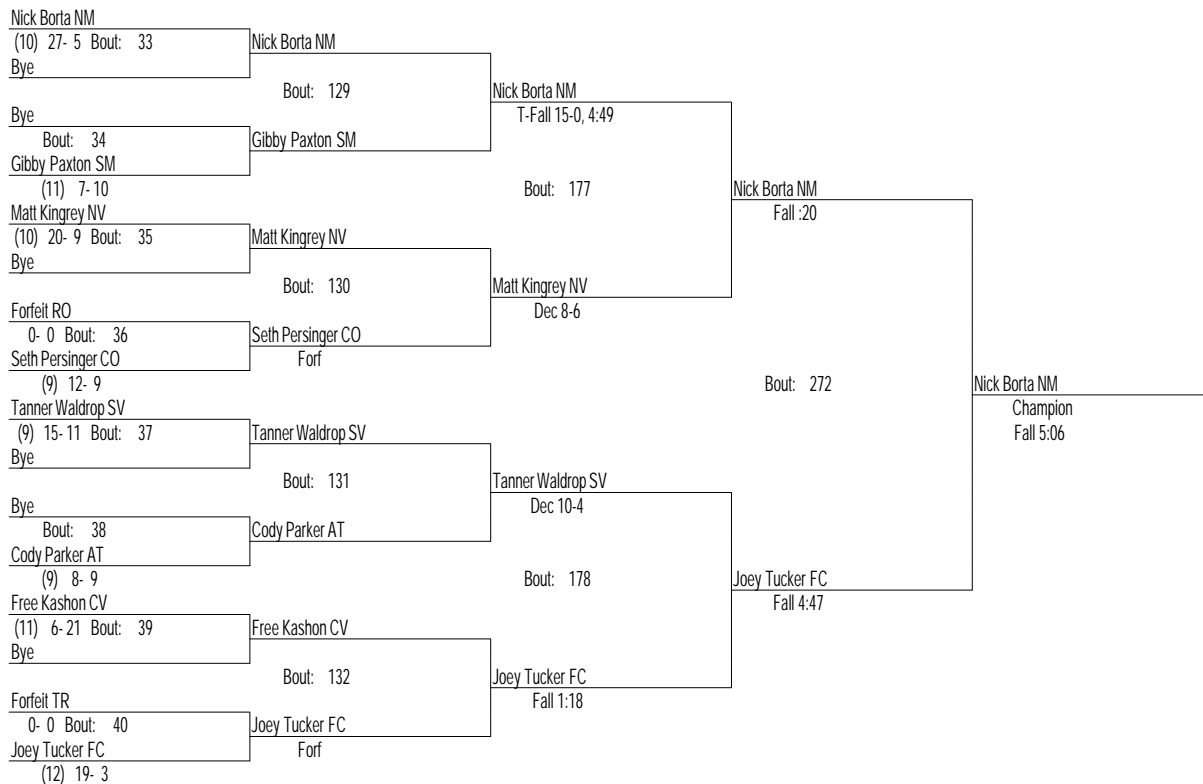 Nick Borta NM
(10) 27- 5 Bout: 33
Bye
Bye
Bout: 34
Gibby Paxton SM
(11) 7- 10
Matt Kingrey NV
(10) 20- 9 Bout: 35
Bye
Forfeit RO
0- 0 Bout: 36
Seth Persinger CO
(9) 12- 9
Tanner Waldrop SV
(9) 15- 11 Bout: 37
Bye
Bye
Bout: 38
Cody Parker AT
(9) 8- 9
Free Kashon CV
(11) 6- 21 Bout: 39
Bye
Forfeit TR
0- 0 Bout: 40
Joey Tucker FC
(12) 19- 3
Nick Borta NM
Bout: 129
Gibby Paxton SM
Matt Kingrey NV
Bout: 130
Seth Persinger CO
Forf
Tanner Waldrop SV
Bout: 131
Cody Parker AT
Free Kashon CV
Bout: 132
Joey Tucker FC
Forf
Nick Borta NM
T-Fall 15-0, 4:49
Bout: 177
Matt Kingrey NV
Dec 8-6
Tanner Waldrop SV
Dec 10-4
Bout: 178
Joey Tucker FC
Fall 1:18
Nick Borta NM
Fall :20
Bout: 272
Joey Tucker FC
Fall 4:47
Nick Borta NM
Champion
Fall 5:06